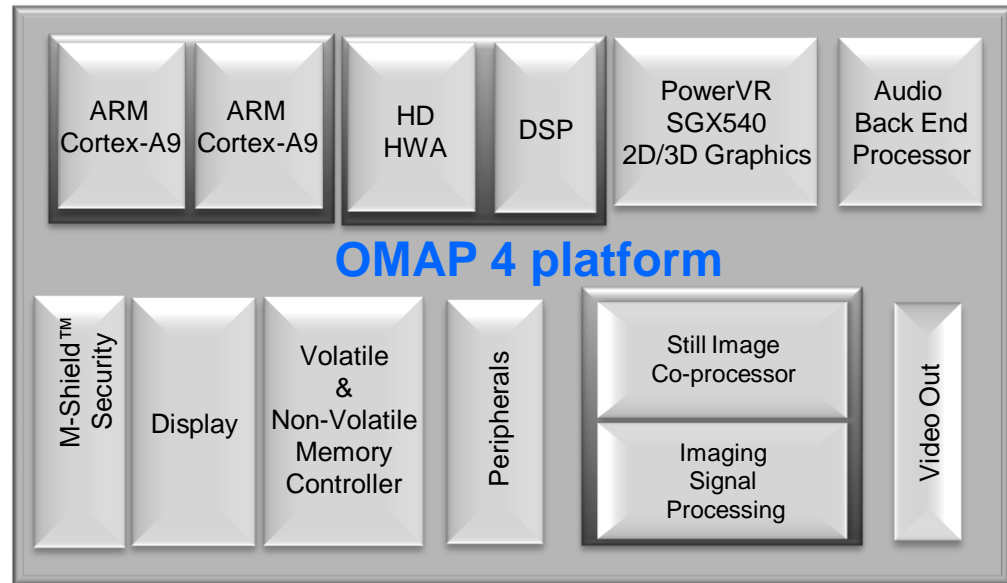 ARM
Cortex-A9
ARM
Cortex-A9
HD
HWA
DSP
PowerVR
SGX540
2D/3D Graphics
Audio
Back End
Processor
OMAP 4 platform
M-Shield™
Security
Display
Volatile
&
Non-Volatile
Memory
Controller
Peripherals
Still Image
Co-processor
Imaging
Signal
Processing
Video Out